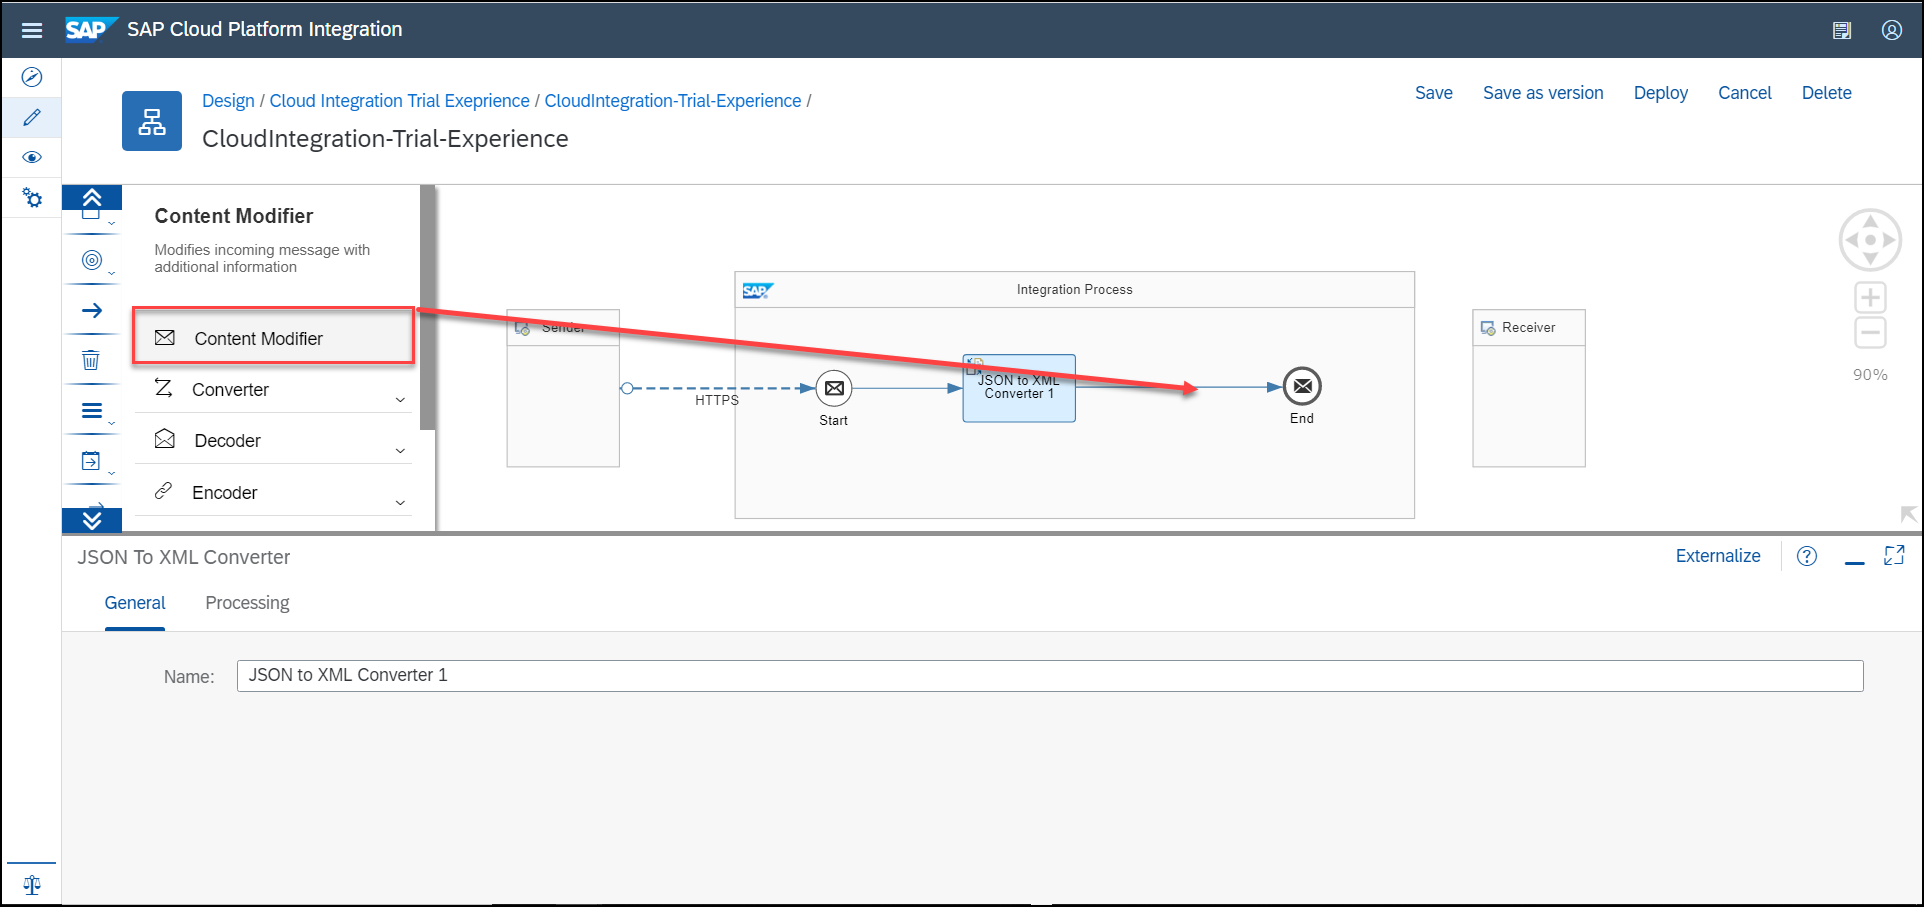 SAP SAP Cloud Platform Integration
Design / Cloud Integration Trial Exeprience / CloudIntegration-Trial-Experience /
CloudIntegration-Trial-Experience
Save Save as version Deploy Cancel Delete
Content Modifier
Modifies incoming message with
additional information
Content Modifier
Converter
Decoder
Encoder
Sender
HTTPS
SAP Integration Process
Start
JSON to XML
Converter 1
End
Receiver
90%
JSON To XML Converter
Externalize
General Processing
Name: JSON to XML Converter 1